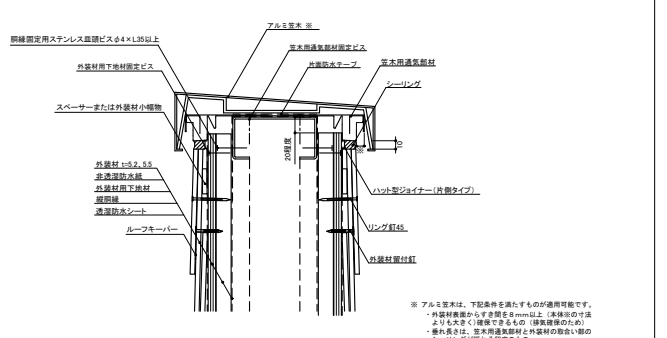 アルミ笠木 ※
胴縁固定用ステンレス皿頭ビスφ4×L35以上
笠木用通気部材固定ビス
外装材用下地材固定ビス
片面防水テープ
笠木用通気部材
シーリング
スペーサーまたは外装材小幅物
20程度
※
10
外装材 t=5.2, 5.5
非透湿防水紙
外装材用下地材
縦胴縁
透湿防水シート
ルーフキーパー
ハット型ジョイナー(片側タイプ)
リング釘45
外装材留付釘
※ アルミ笠木は、下記条件を満たすものが適用可能です。
・外装材表面からすき間を8mm以上(本体※の寸法
よりも大きく)確保できるもの(排気確保のため)
・垂れ長さは、笠木用通気部材と外装材の取合い部の